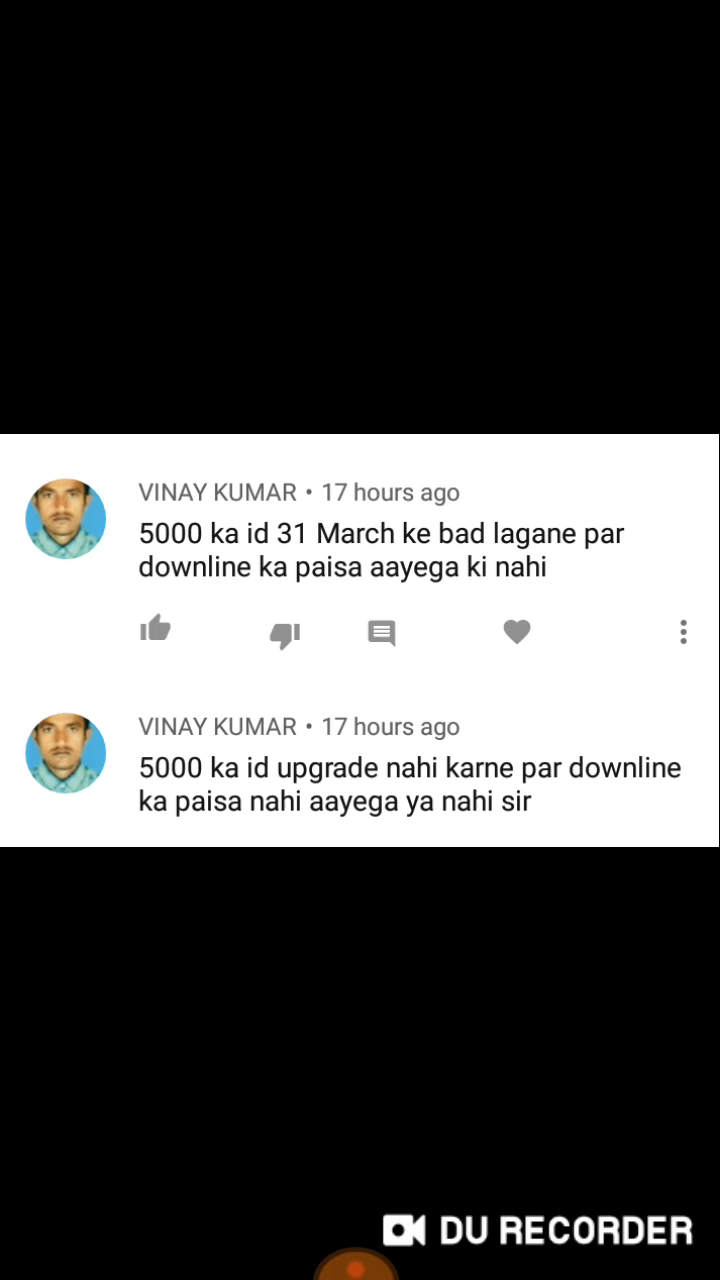 VINAY KUMAR • 17 hours ago
5000 ka id 31 March ke bad lagane par
downline ka paisa aayega ki nahi
VINAY KUMAR • 17 hours ago
5000 ka id upgrade nahi karne par downline
ka paisa nahi aayega ya nahi sir
DU RECORDER